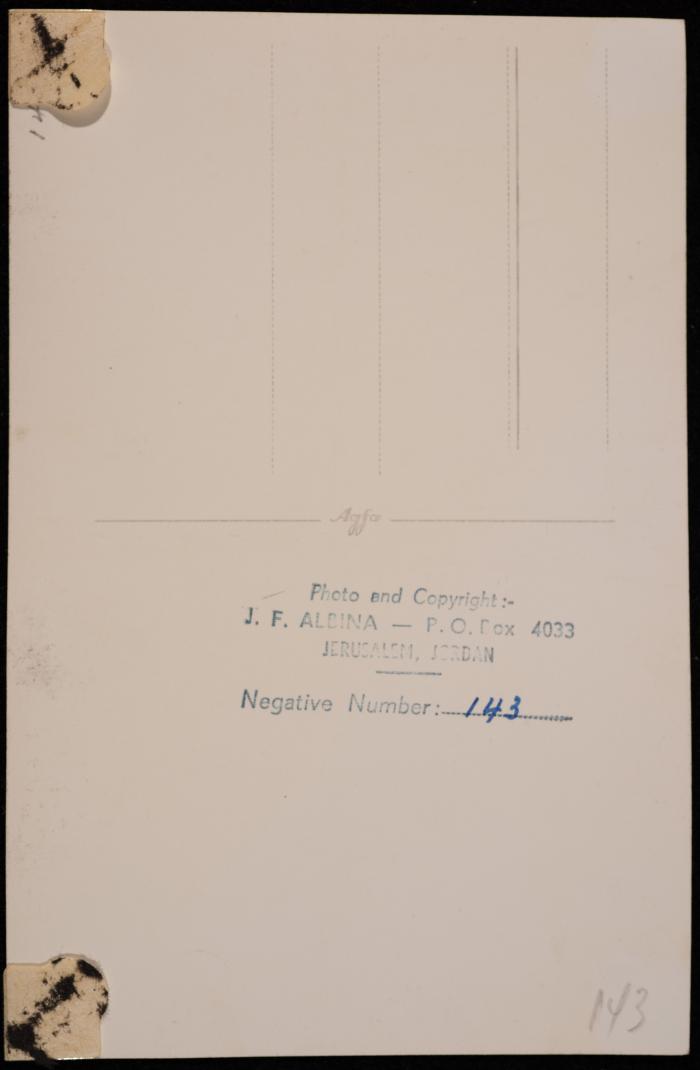 Agfa
Photo and Copyright:-
J. F. ALBINA — P. O. Box 4033
JERUSALEM, JORDAN
Negative Number: 143
143